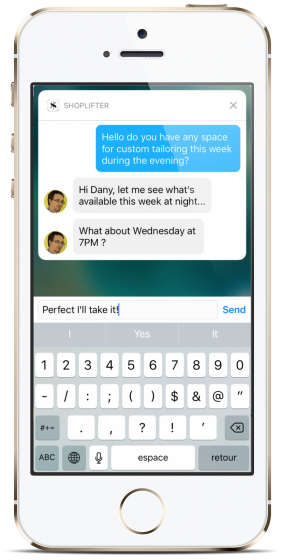 SHOPLIFTER
Hello do you have any space
for custom tailoring this week
during the evening?
Hi Dany, let me see what's
available this week at night...
What about Wednesday at
7PM ?
Perfect I'll take it!
Send
I
Yes
It
1 2 3 4 5 6 7 8 9 0
- / : ; ( ) $ & @ "
#+= . , ? ! '
ABC espace retour